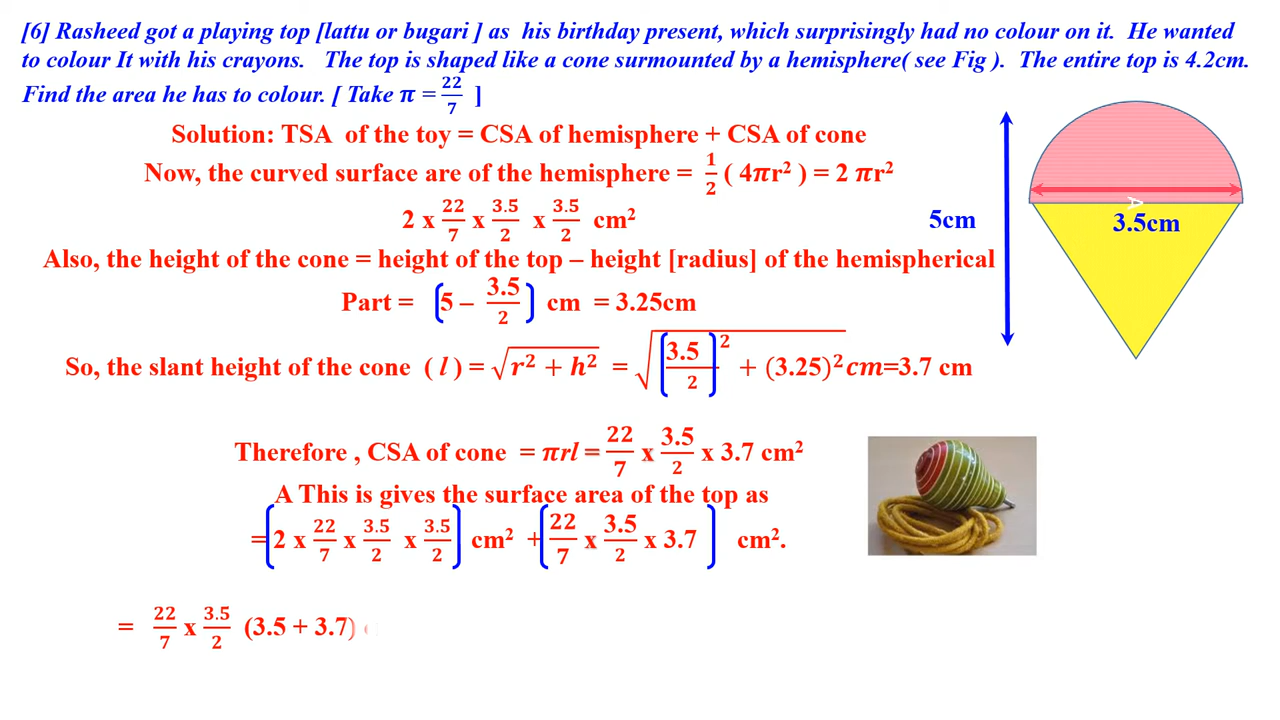 [6] Rasheed got a playing top [lattu or bugari ] as his birthday present, which surprisingly had no colour on it. He wanted
to colour It with his crayons. The top is shaped like a cone surmounted by a hemisphere( see Fig ). The entire top is 4.2cm.
Find the area he has to colour. [ Take π = 22/7 ]
Solution: TSA of the toy = CSA of hemisphere + CSA of cone
Now, the curved surface are of the hemisphere = 1/2 ( 4πr² ) = 2 πr²
2 x 22/7 x 3.5/2 x 3.5/2 cm²
5cm
A
3.5cm
Also, the height of the cone = height of the top – height [radius] of the hemispherical
Part = [5 – 3.5/2] cm = 3.25cm
So, the slant height of the cone ( l ) = √(r² + h²) = √([3.5/2]² + (3.25)²) cm=3.7 cm
Therefore , CSA of cone = πrl = 22/7 x 3.5/2 x 3.7 cm²
A This is gives the surface area of the top as
=[2 x 22/7 x 3.5/2 x 3.5/2] cm² +[22/7 x 3.5/2 x 3.7] cm².
= 22/7 x 3.5/2 (3.5 + 3.7)